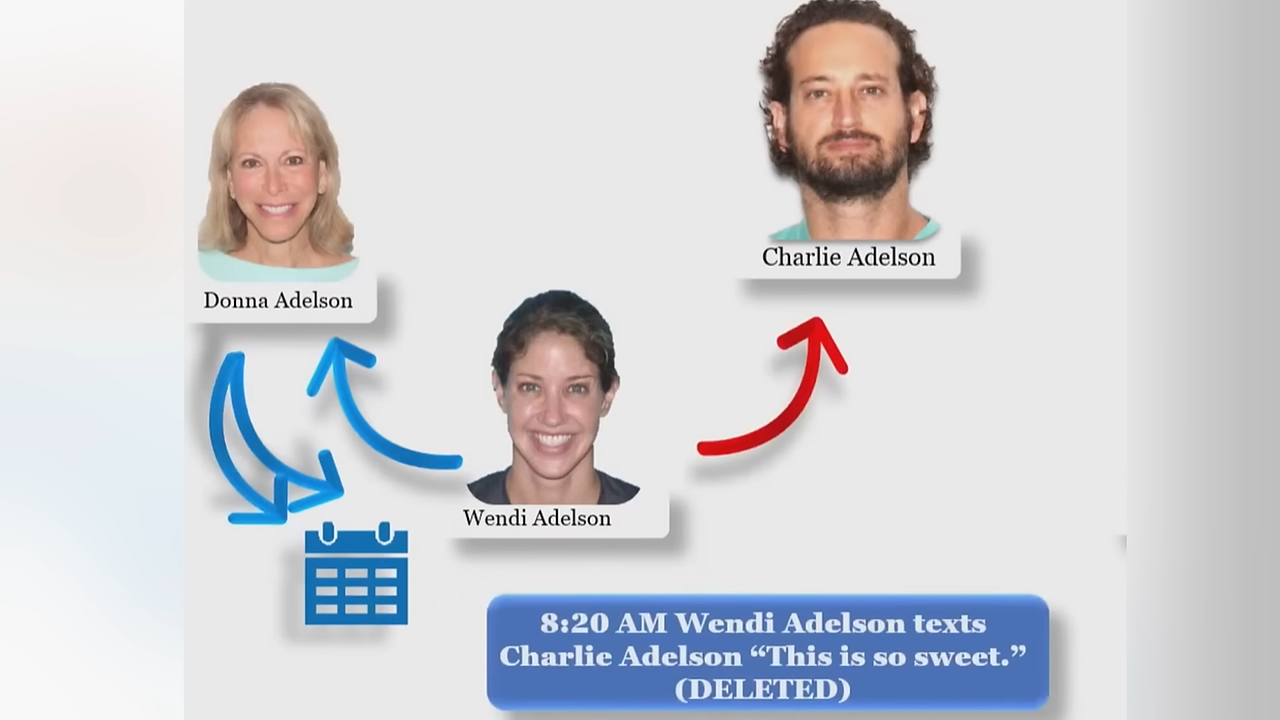 Donna Adelson
Charlie Adelson
Wendi Adelson
8:20 AM Wendi Adelson texts
Charlie Adelson “This is so sweet.”
(DELETED)